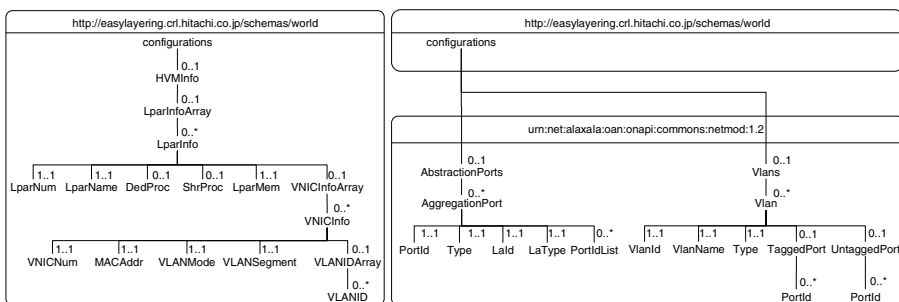 http://easylayering.crl.hitachi.co.jp/schemas/world
configurations
0..1
HVMInfo
0..1
LparInfoArray
0..*
LparInfo
1..1 1..1 0..1 0..1 1..1 0..1
LparNum LparName DedProc ShrProc LparMem VNICInfoArray
0..*
VNICInfo
1..1 1..1 1..1 1..1 0..1
VNICNum MACAddr VLANMode VLANSegment VLANIDArray
0..*
VLANID
http://easylayering.crl.hitachi.co.jp/schemas/world
configurations
urn:net:alaxala:oan:onapi:commons:netmod:1.2
0..1 0..1
AbstractionPorts Vlans
0..* 0..*
AggregationPort Vlan
1..1 1..1 1..1 1..1 0..* 1..1 1..1 1..1 0..1 0..1
PortId Type LaId LaType PortIdList VlanId VlanName Type TaggedPort UntaggedPort
0..* 0..*
PortId PortId